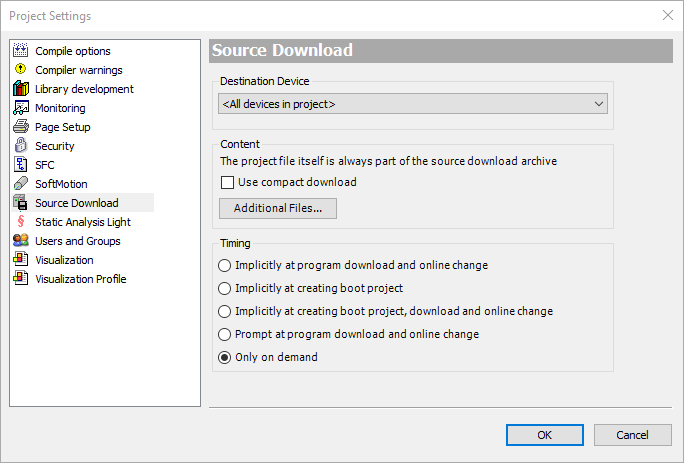 Project Settings
Compile options
Compiler warnings
Library development
Monitoring
Page Setup
Security
SFC
SoftMotion
Source Download
Static Analysis Light
Users and Groups
Visualization
Visualization Profile
Source Download
Destination Device
<All devices in project>
Content
The project file itself is always part of the source download archive
Use compact download
Additional Files...
Timing
Implicitly at program download and online change
Implicitly at creating boot project
Implicitly at creating boot project, download and online change
Prompt at program download and online change
Only on demand
OK
Cancel